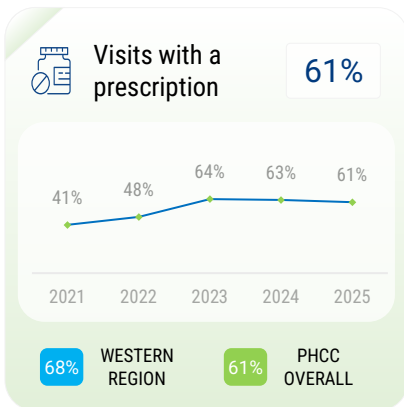 Visits with a
prescription
61%
64%
63%
61%
48%
41%
2021 2022 2023 2024 2025
68%
WESTERN
REGION
61%
PHCC
OVERALL